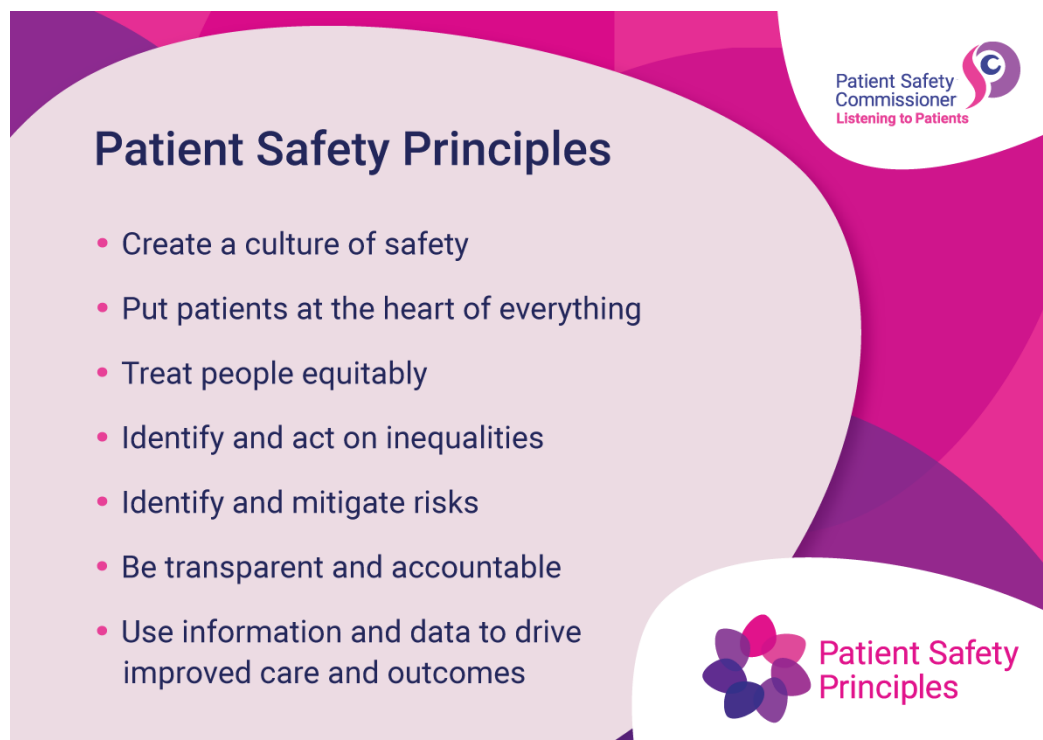 Patient Safety
Commissioner
Listening to Patients
Patient Safety Principles
• Create a culture of safety
• Put patients at the heart of everything
• Treat people equitably
• Identify and act on inequalities
• Identify and mitigate risks
• Be transparent and accountable
• Use information and data to drive
improved care and outcomes
Patient Safety
Principles